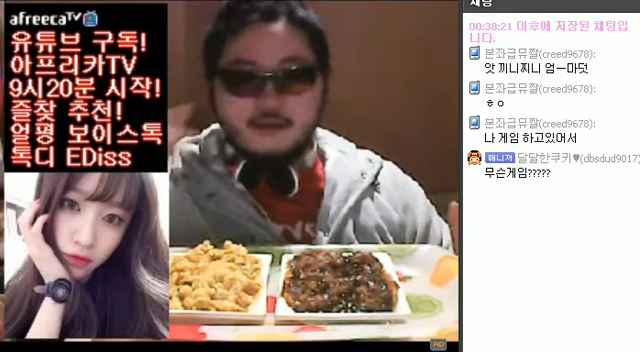 afreecaTV
유튜브 구독!
아프리카TV
9시20분 시작!
즐찾 추천!
얼평 보이스톡
톡디 EDiss
채팅
00:38:21 이후에 저장된 채팅입
니다.
본좌급뮤짤(creed9678):
앗 끼니찌니 엄ㅡ마덧
본좌급뮤짤(creed9678):
ㅎㅇ
본좌급뮤짤(creed9678):
나 게임 하고있어서
매니저 달달한쿠키♥(dbsdud9017)
무슨게임?????
AD